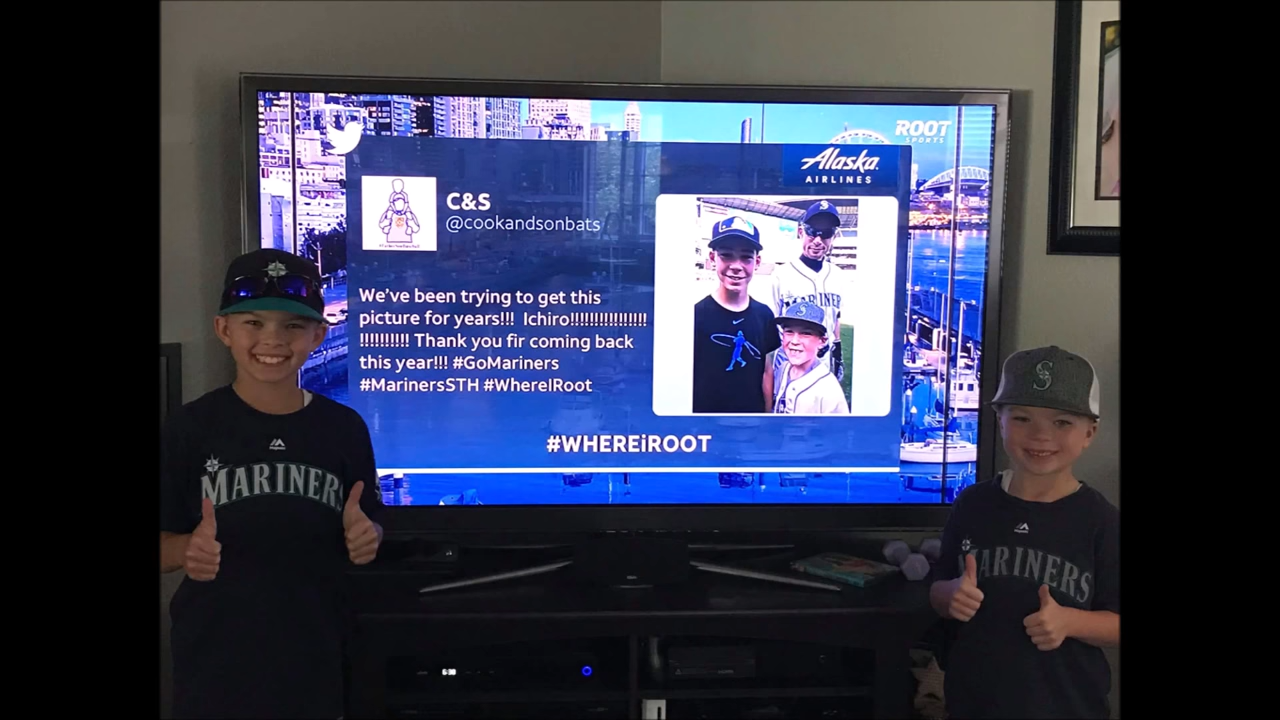 ROOT
SPORTS
Alaska
AIRLINES
C&S
@cookandsonbats
We've been trying to get this
picture for years!!! Ichiro!!!!!!!!!!!!!!!!
!!!!!!!!!! Thank you fir coming back
this year!!! #GoMariners
#MarinersSTH #WhereIRoot
#WHEREiROOT
MARINER
S
S
MARINERS
MARINERS